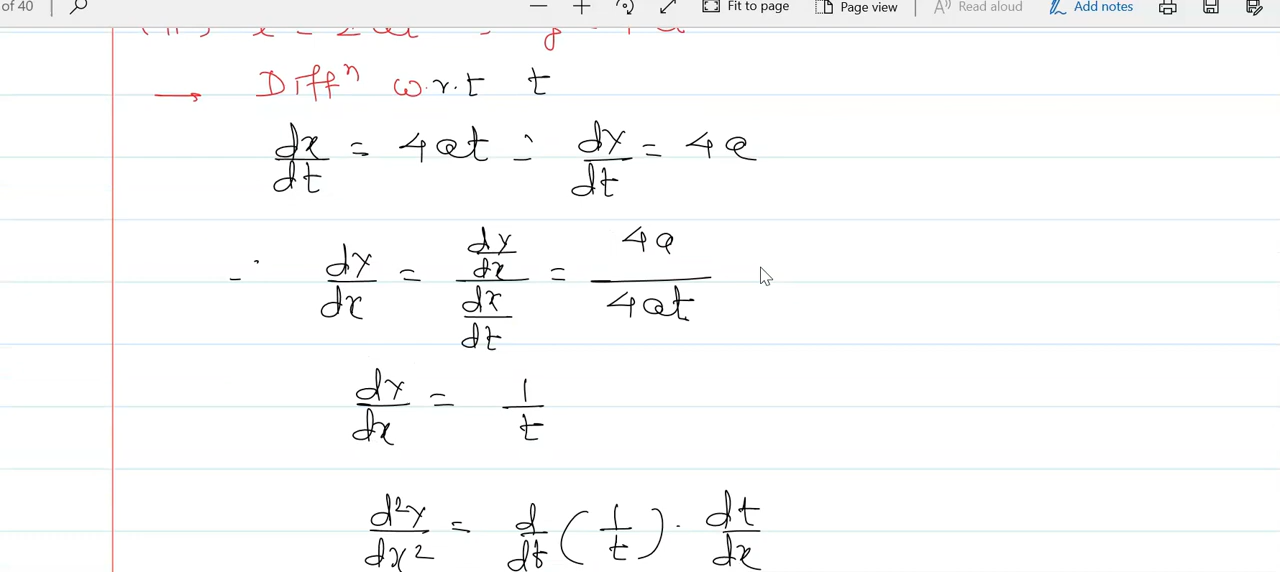 of 40 Fit to page Page view Read aloud Add notes
→ Diffⁿ w.r.t t
dx/dt = 4at ∴ dy/dt = 4a
∴ dy/dx = (dy/dx)/(dx/dt) = 4a/4at
dy/dx = 1/t
d²y/dx² = d/dt (1/t) · dt/dx